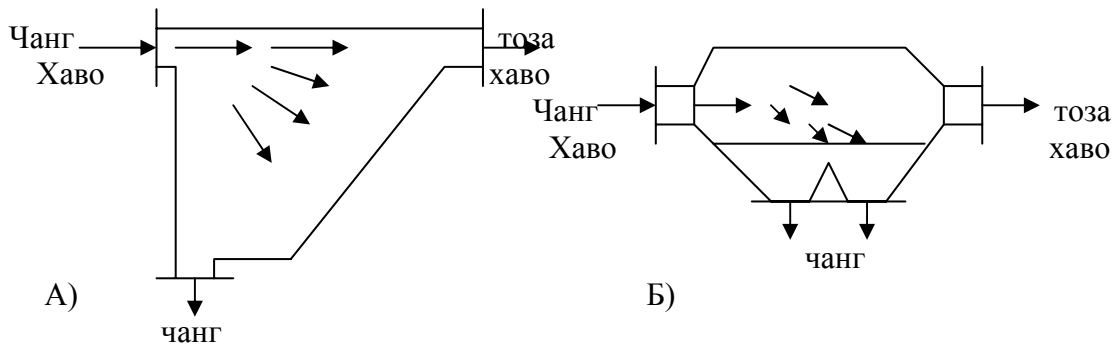 Чанг
Хаво
тоза
хаво
А)
чанг
Чанг
Хаво
тоза
хаво
чанг
Б)